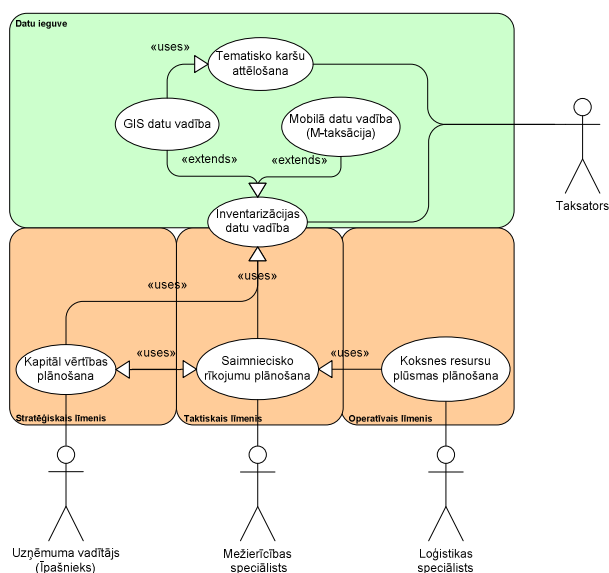 Datu ieguve
«uses»
Tematisko karšu
attēlošana
GIS datu vadība
Mobilā datu vadība
(M-taksācija)
«extends»
«extends»
Taksators
Inventarizācijas
datu vadība
«uses»
«uses»
Kapitāl vērtības
plānošana
«uses»
Saimniecisko
rīkojumu plānošana
«uses»
Koksnes resursu
plūsmas plānošana
Stratēģiskais līmenis
Taktiskais līmenis
Operatīvais līmenis
Uzņēmuma vadītājs
(Īpašnieks)
Mežierīcības
speciālists
Loģistikas
speciālists